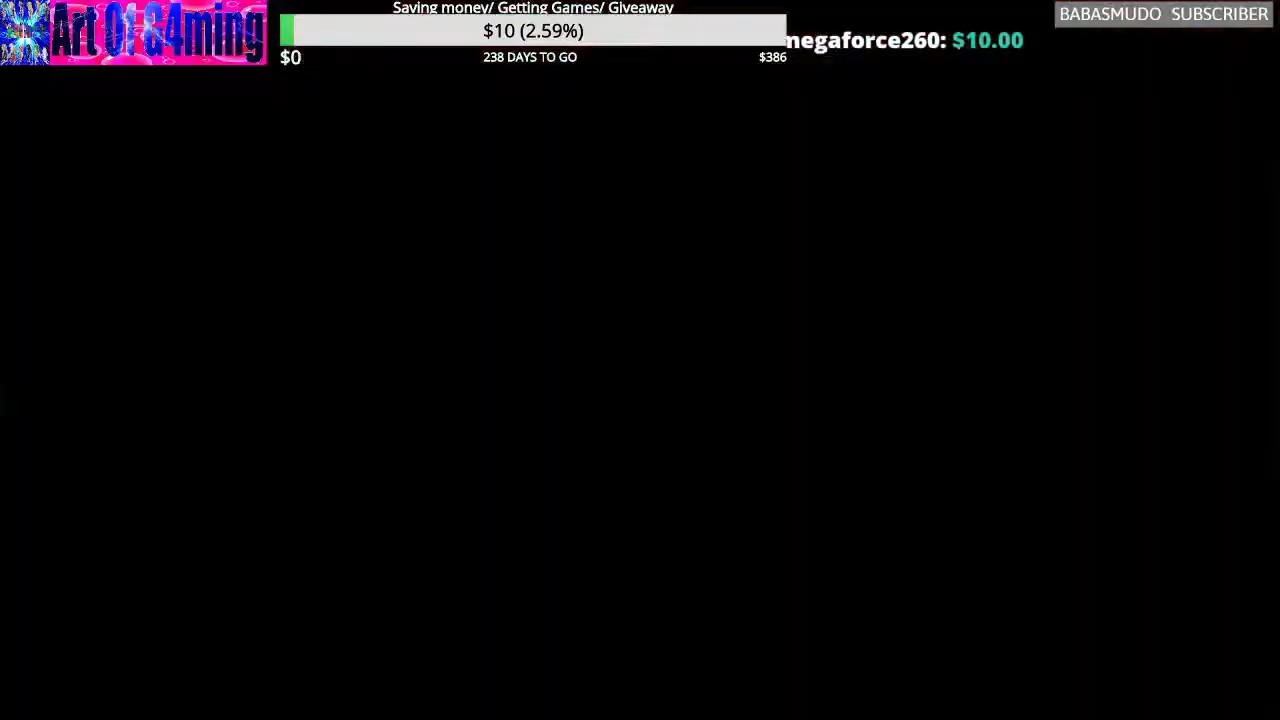 Art Of G4ming
Saving money/ Getting Games/ Giveaway
$10 (2.59%)
$0
238 DAYS TO GO
$386
megaforce260: $10.00
BABASMUDO SUBSCRIBER